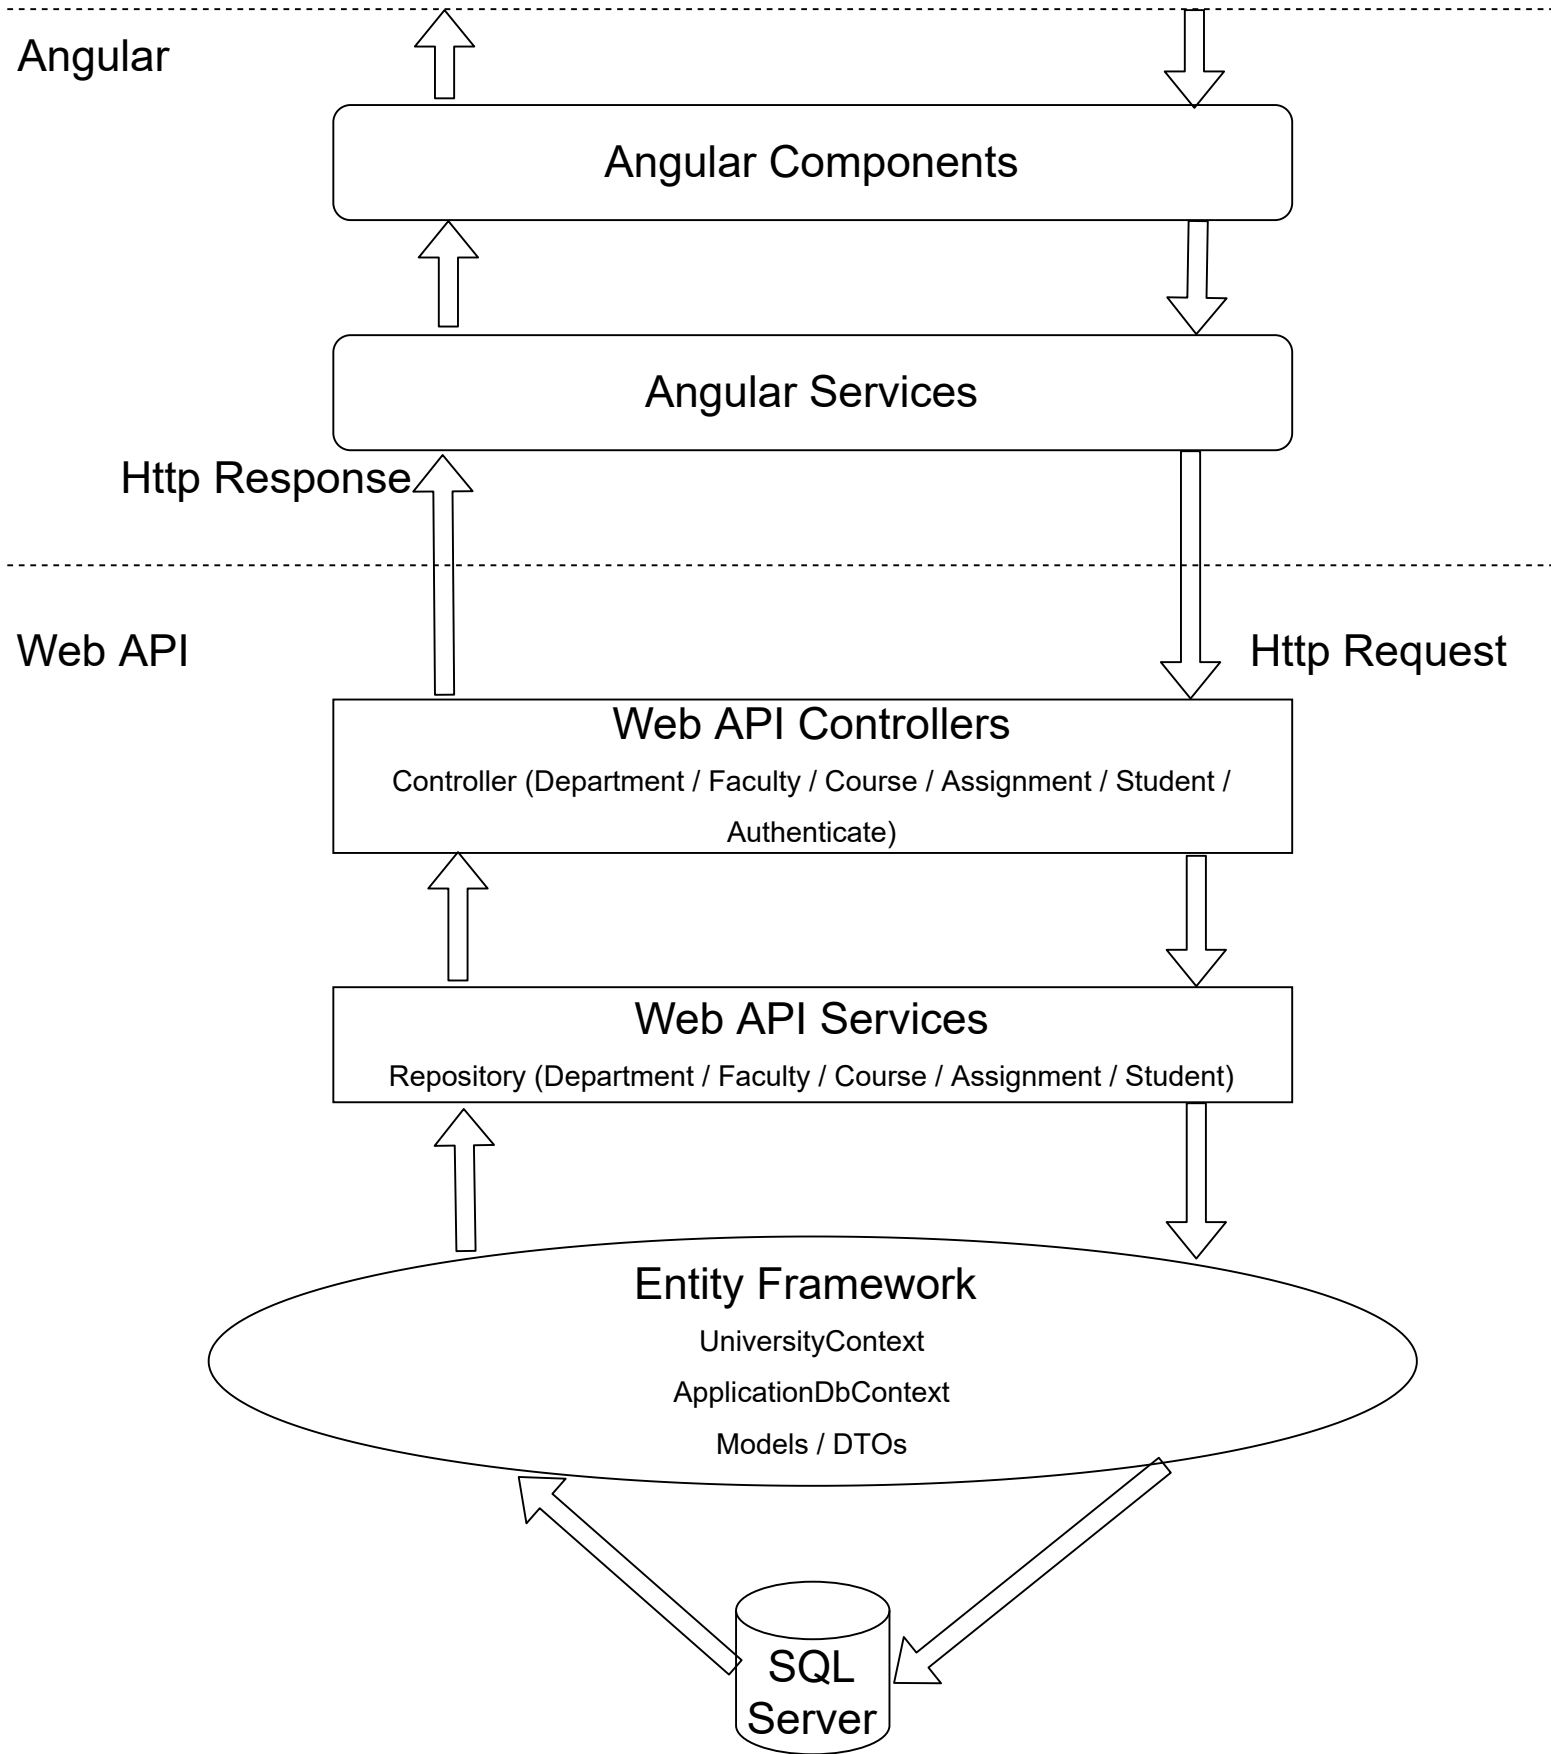 Angular
Angular Components
Angular Services
Http Response
Web API
Http Request
Web API Controllers
Controller (Department / Faculty / Course / Assignment / Student /
Authenticate)
Web API Services
Repository (Department / Faculty / Course / Assignment / Student)
Entity Framework
UniversityContext
ApplicationDbContext
Models / DTOs
SQL
Server